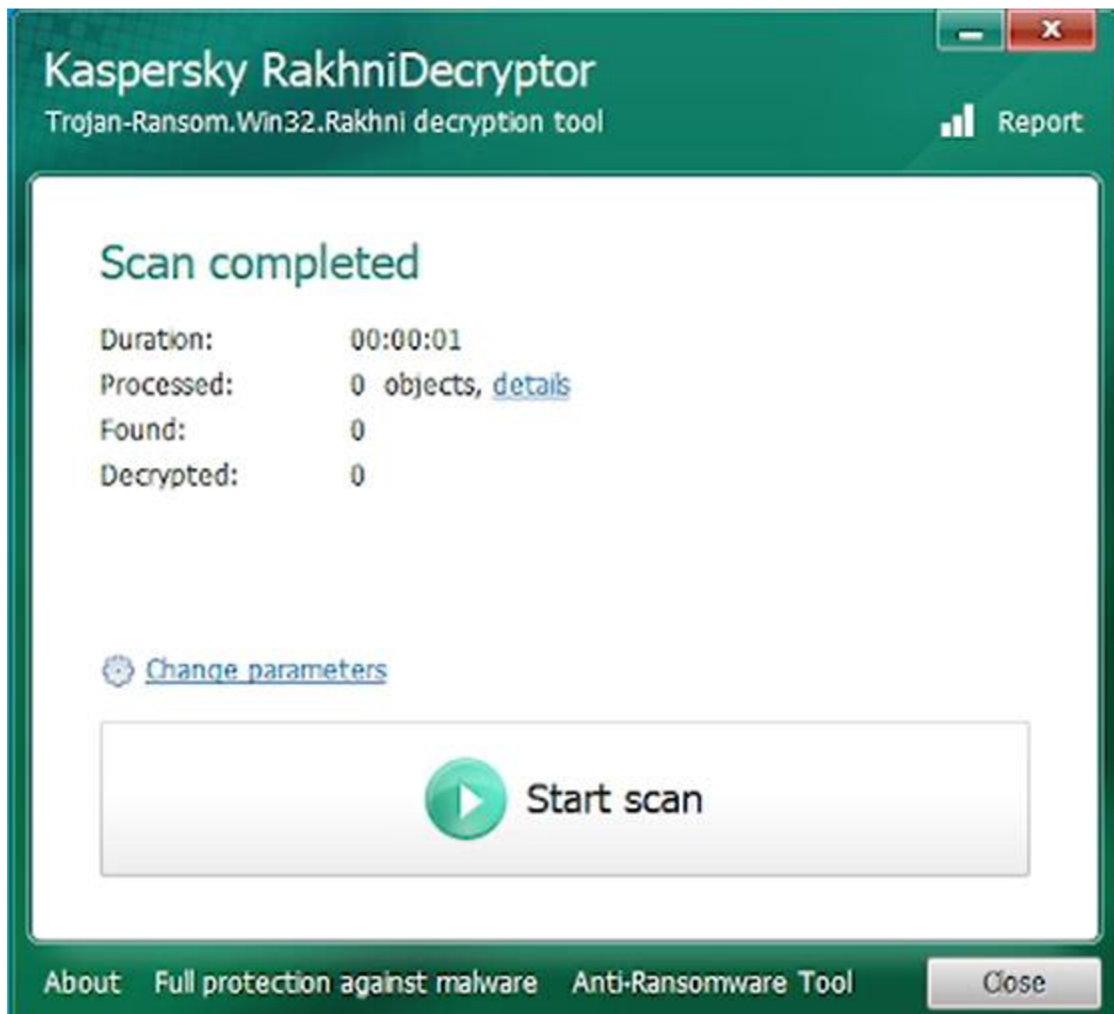 Kaspersky RakhniDecryptor
Trojan-Ransom.Win32.Rakhni decryption tool
Report
Scan completed
Duration: 00:00:01
Processed: 0 objects, details
Found: 0
Decrypted: 0
Change parameters
Start scan
About Full protection against malware Anti-Ransomware Tool Close